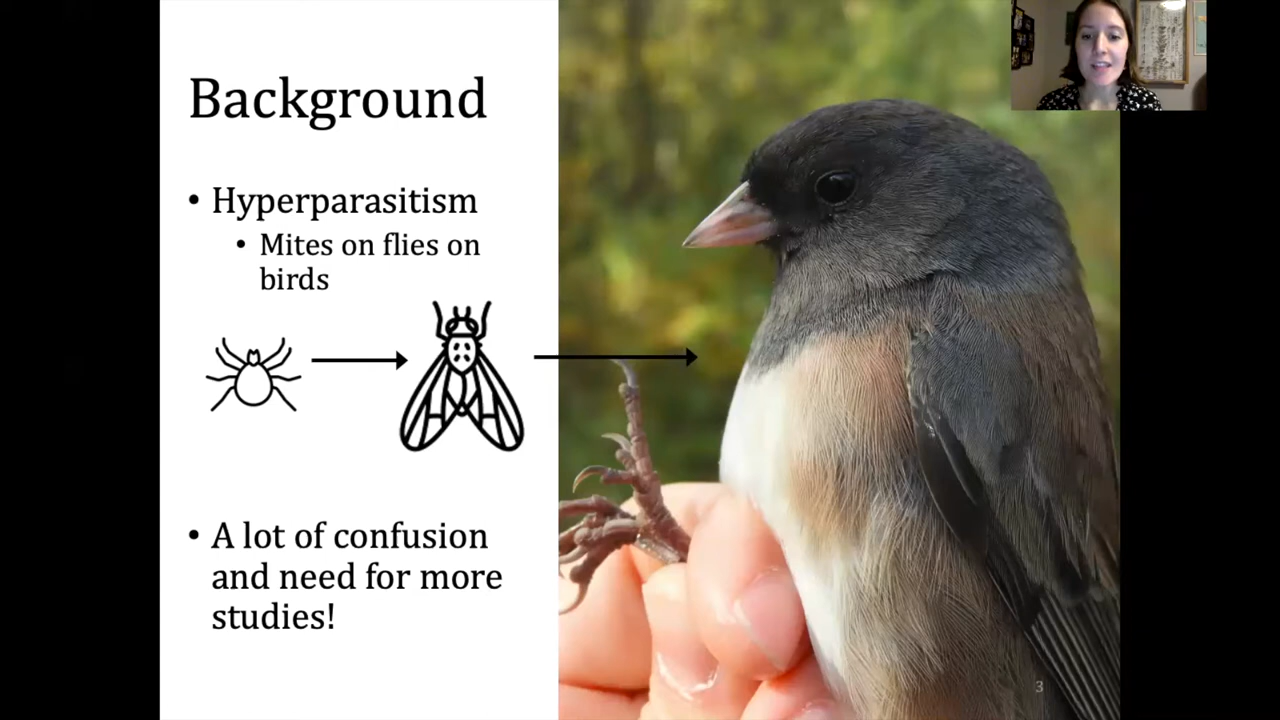 Background
• Hyperparasitism
• Mites on flies on
birds
• A lot of confusion
and need for more
studies!
3